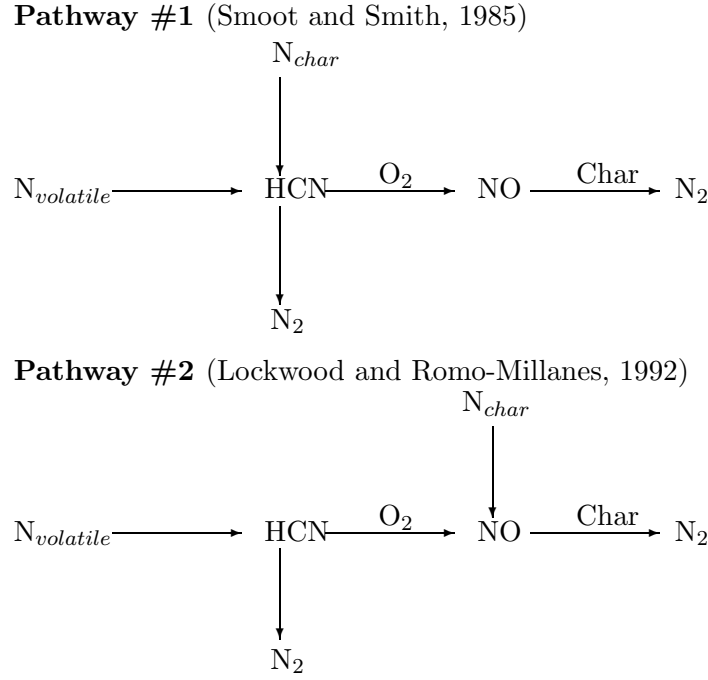 Pathway #1 (Smoot and Smith, 1985)
N_char
N_volatile HCN O_2 NO Char N_2
N_2
Pathway #2 (Lockwood and Romo-Millanes, 1992)
N_char
N_volatile HCN O_2 NO Char N_2
N_2